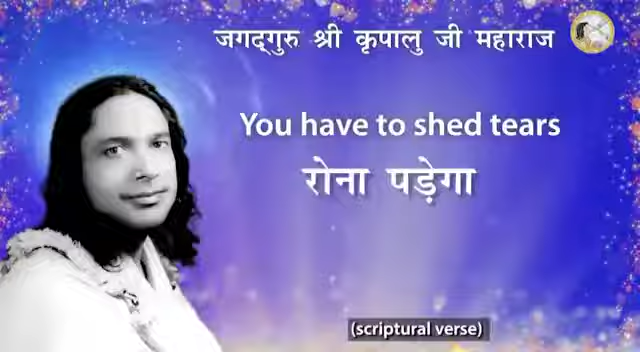 जगद्‌गुरु श्री कृपालु जी महाराज
You have to shed tears
रोना पड़ेगा
(scriptural verse)